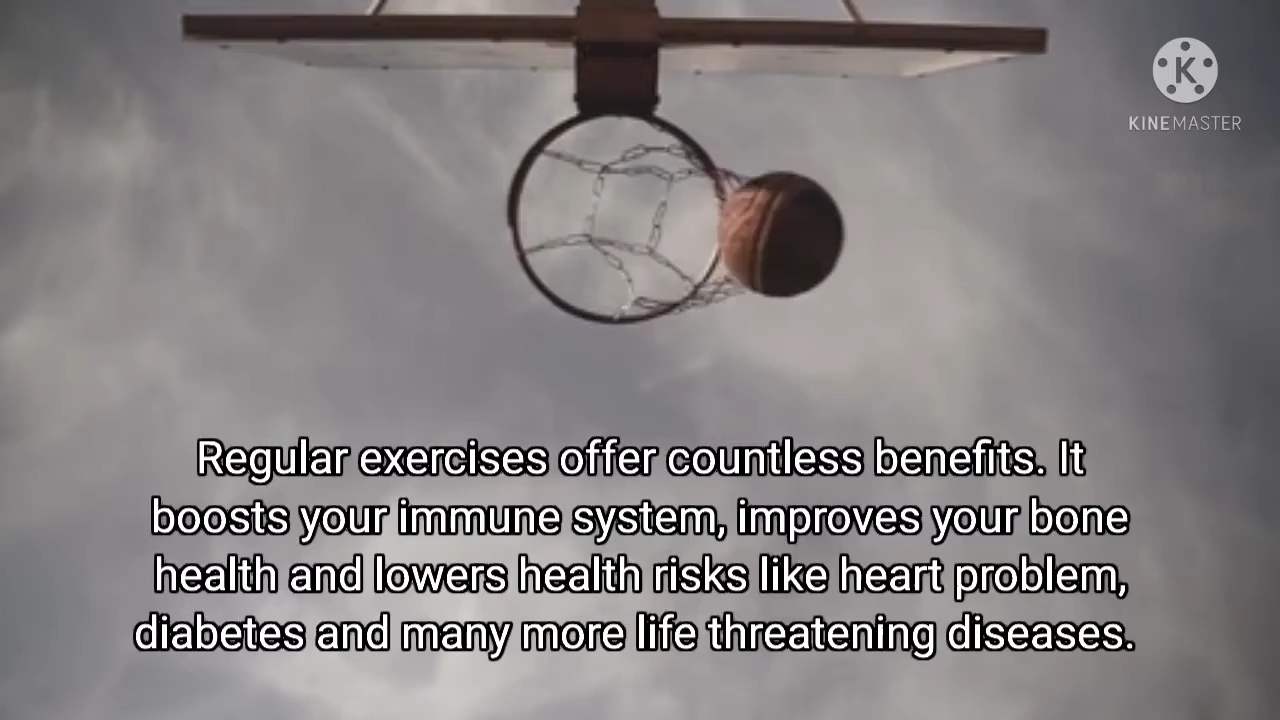 KINEMASTER
Regular exercises offer countless benefits. It
boosts your immune system, improves your bone
health and lowers health risks like heart problem,
diabetes and many more life threatening diseases.